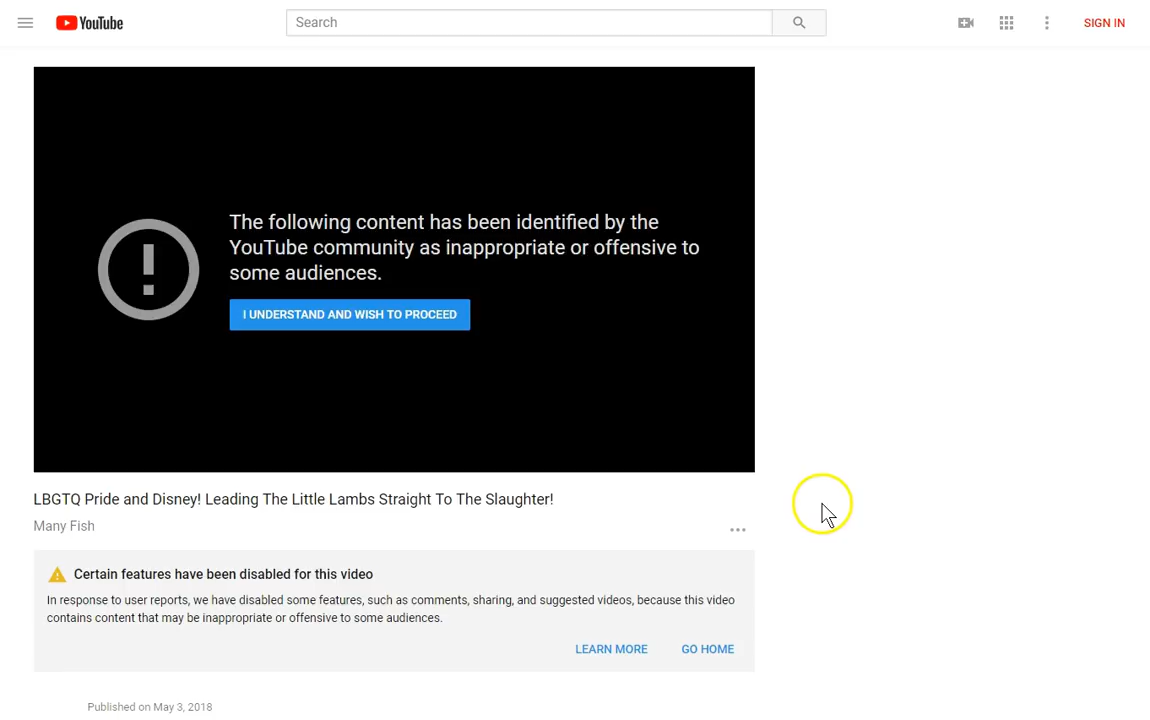 YouTube
Search
SIGN IN
The following content has been identified by the
YouTube community as inappropriate or offensive to
some audiences.
I UNDERSTAND AND WISH TO PROCEED
LBGTQ Pride and Disney! Leading The Little Lambs Straight To The Slaughter!
Many Fish
Certain features have been disabled for this video
In response to user reports, we have disabled some features, such as comments, sharing, and suggested videos, because this video
contains content that may be inappropriate or offensive to some audiences.
LEARN MORE
GO HOME
Published on May 3, 2018